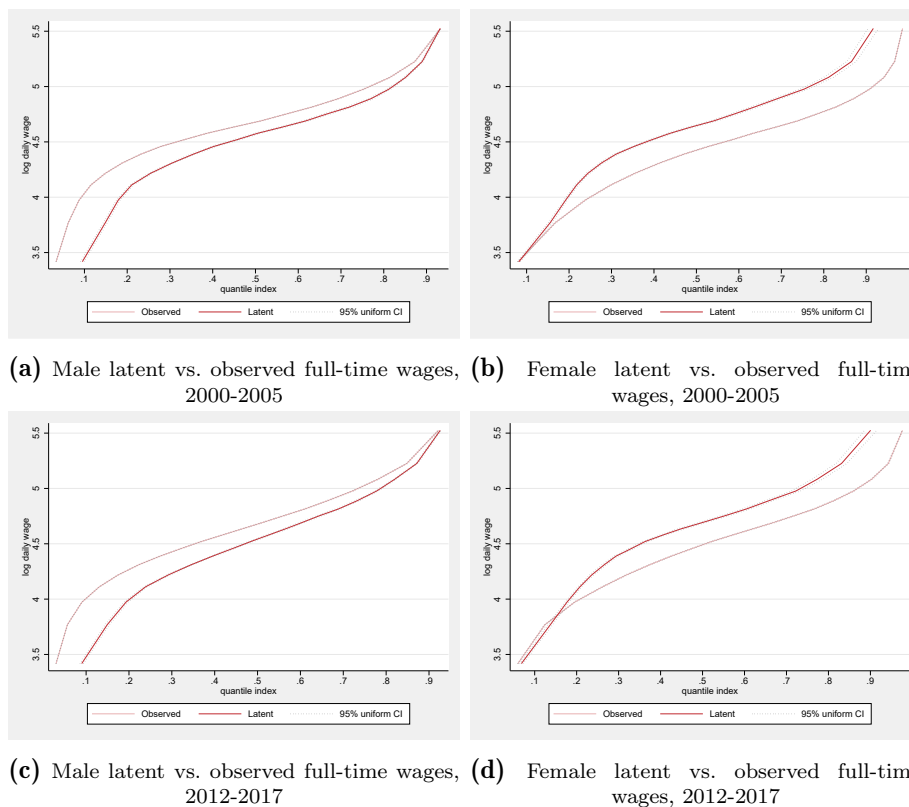 5.5
5
4.5
4
3.5
log daily wage
.1 .2 .3 .4 .5 .6 .7 .8 .9
quantile index
Observed Latent 95% uniform CI
(a) Male latent vs. observed full-time wages,
2000-2005
5.5
5
4.5
4
3.5
log daily wage
.1 .2 .3 .4 .5 .6 .7 .8 .9
quantile index
Observed Latent 95% uniform CI
(b) Female latent vs. observed full-tim
wages, 2000-2005
5.5
5
4.5
4
3.5
log daily wage
.1 .2 .3 .4 .5 .6 .7 .8 .9
quantile index
Observed Latent 95% uniform CI
(c) Male latent vs. observed full-time wages,
2012-2017
5.5
5
4.5
4
3.5
log daily wage
.1 .2 .3 .4 .5 .6 .7 .8 .9
quantile index
Observed Latent 95% uniform CI
(d) Female latent vs. observed full-tim
wages, 2012-2017